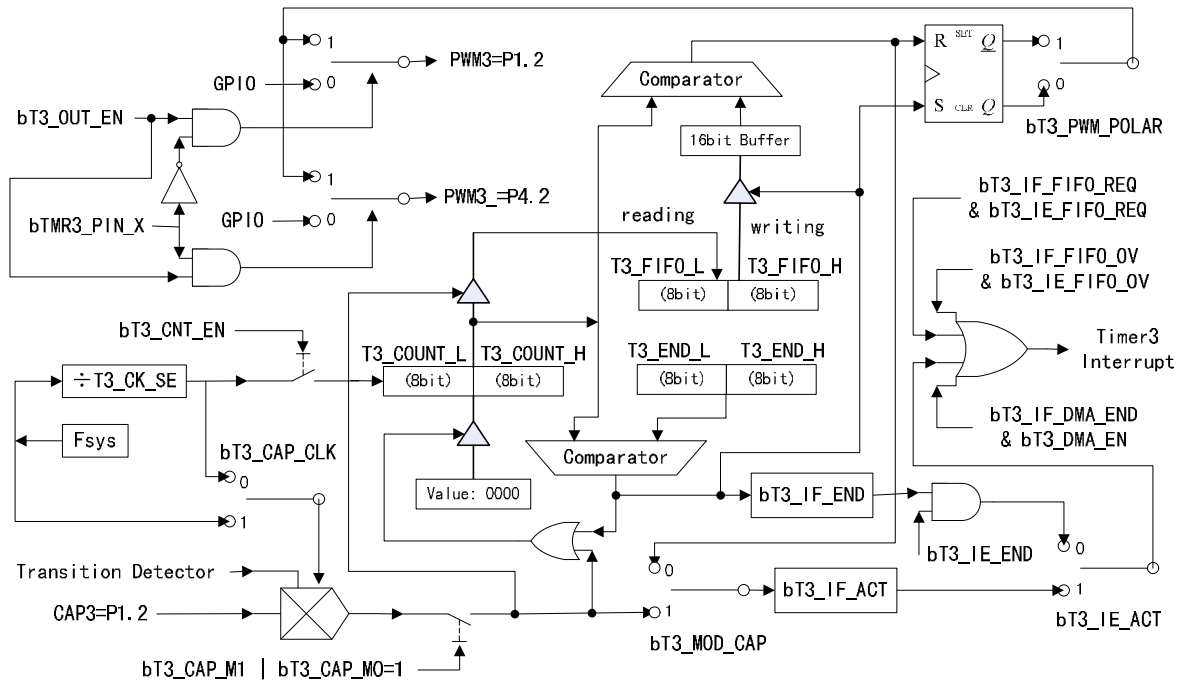 1
PWM3=P1.2
GPIO
0
bT3_OUT_EN
1
PWM3_=P4.2
GPIO
0
bTMR3_PIN_X
Comparator
16bit Buffer
reading
writing
T3_FIFO_L
T3_FIFO_H
(8bit)
(8bit)
R
SET
Q
S
CLR
Q
1
0
bT3_PWM_POLAR
bT3_IF_FIFO_REQ
& bT3_IE_FIFO_REQ
bT3_IF_FIFO_OV
& bT3_IE_FIFO_OV
Timer3
Interrupt
bT3_IF_DMA_END
& bT3_DMA_EN
bT3_CNT_EN
÷T3_CK_SE
Fsys
T3_COUNT_L
T3_COUNT_H
(8bit)
(8bit)
T3_END_L
T3_END_H
(8bit)
(8bit)
Comparator
Value: 0000
bT3_CAP_CLK
0
1
bT3_IF_END
bT3_IE_END
0
1
bT3_IE_ACT
Transition Detector
CAP3=P1.2
bT3_CAP_M1 | bT3_CAP_M0=1
0
1
bT3_MOD_CAP
bT3_IF_ACT